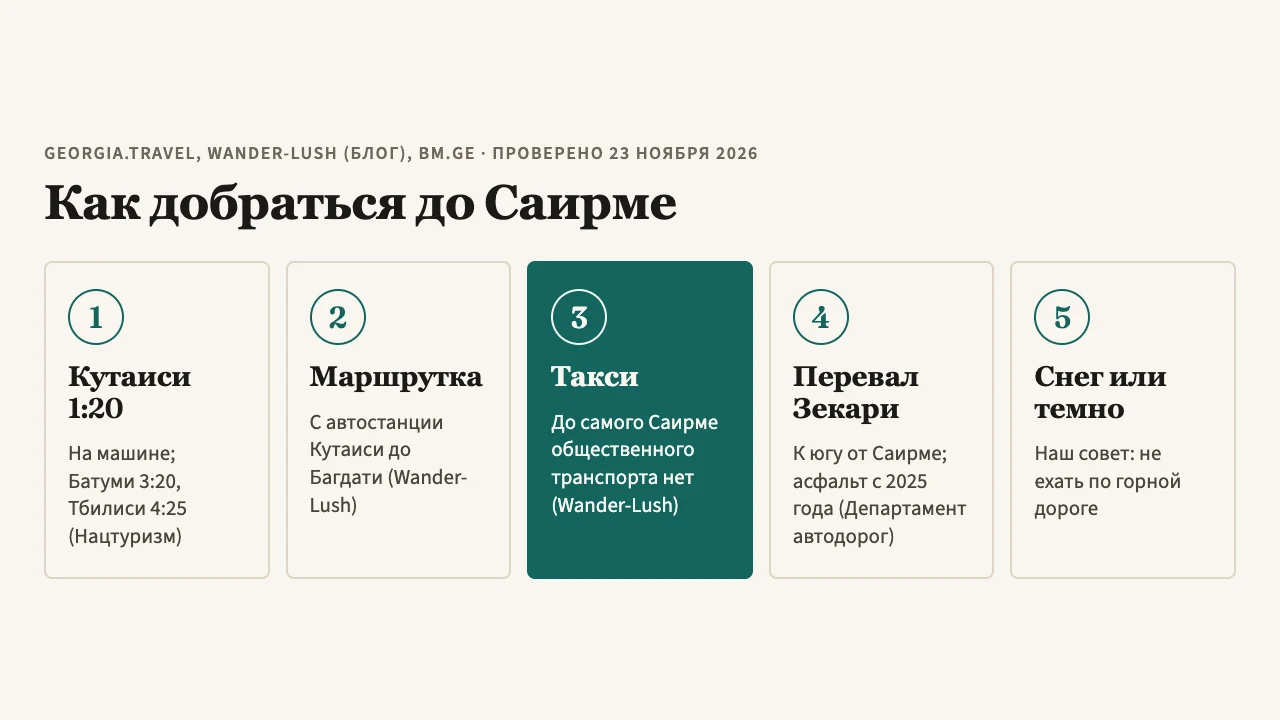 GEORGIA.TRAVEL, WANDER-LUSH (БЛОГ), BM.GE · ПРОВЕРЕНО 23 НОЯБРЯ 2026
Как добраться до Саирме
1
Кутаиси
1:20
На машине;
Батуми 3:20,
Тбилиси 4:25
(Нацтуризм)
2
Маршрутка
С автостанции
Кутаиси до
Багдати (Wander-
Lush)
3
Такси
До самого Саирме
общественного
транспорта нет
(Wander-Lush)
4
Перевал
Зекари
К югу от Саирме;
асфальт с 2025
года (Департамент
автодорог)
5
Снег или
темно
Наш совет: не
ехать по горной
дороге